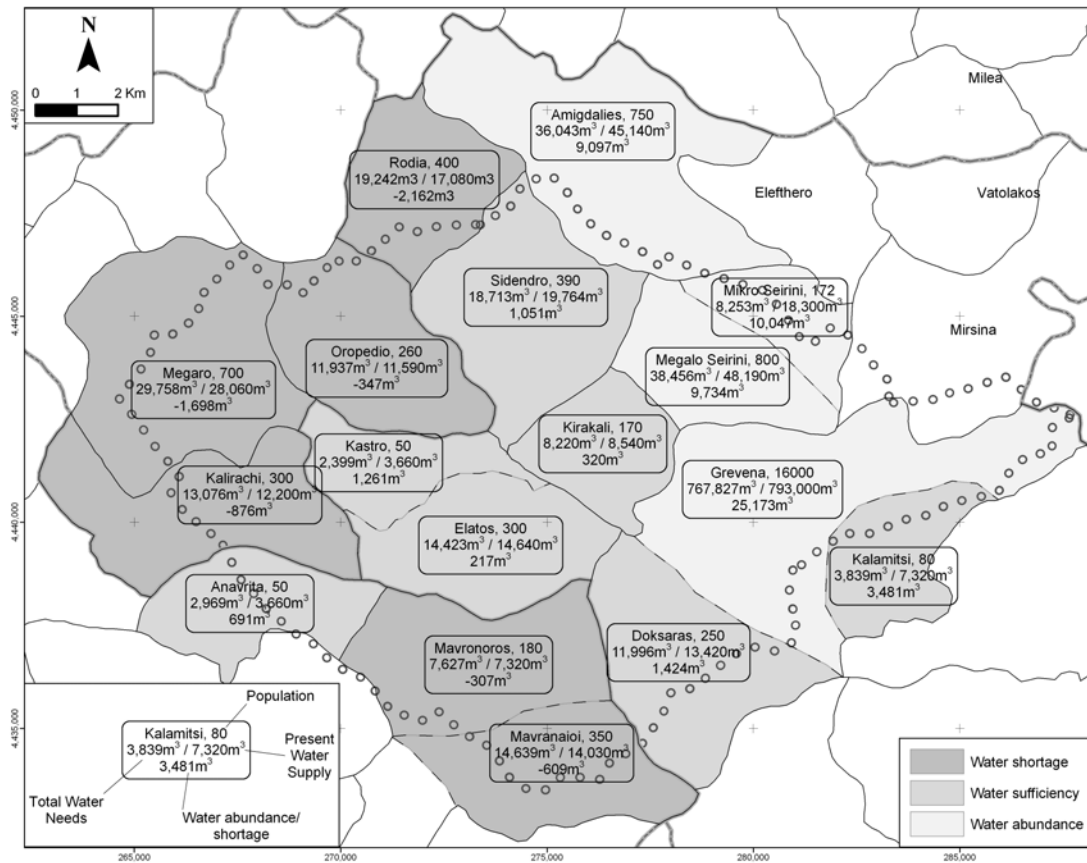 N
0 1 2 Km
Milea
Amigdalies, 750
36,043m³ / 45,140m³
9,097m³
Rodia, 400
19,242m3 / 17,080m3
-2,162m3
Elefthero
Vatolakos
Sidendro, 390
18,713m³ / 19,764m³
1,051m³
Mikro Seirini, 172
8,253m³ / 18,300m³
10,047m³
Mirsina
Oropedio, 260
11,937m³ / 11,590m³
-347m³
Megalo Seirini, 800
38,456m³ / 48,190m³
9,734m³
Megaro, 700
29,758m³ / 28,060m³
-1,698m³
Kirakali, 170
8,220m³ / 8,540m³
320m³
Kastro, 50
2,399m³ / 3,660m³
1,261m³
Grevena, 16000
767,827m³ / 793,000m³
25,173m³
Kalirachi, 300
13,076m³ / 12,200m³
-876m³
Elatos, 300
14,423m³ / 14,640m³
217m³
Kalamitsi, 80
3,839m³ / 7,320m³
3,481m³
Anavrita, 50
2,969m³ / 3,660m³
691m³
Doksaras, 250
11,996m³ / 13,420m³
1,424m³
Mavronoros, 180
7,627m³ / 7,320m³
-307m³
Mavranaioi, 350
14,639m³ / 14,030m³
-609m³
Population
Kalamitsi, 80
3,839m³ / 7,320m³
3,481m³
Present
Water
Supply
Total Water
Needs
Water abundance/
shortage
Water shortage
Water sufficiency
Water abundance
4,450,000
4,445,000
4,440,000
4,435,000
265,000 270,000 275,000 280,000 285,000